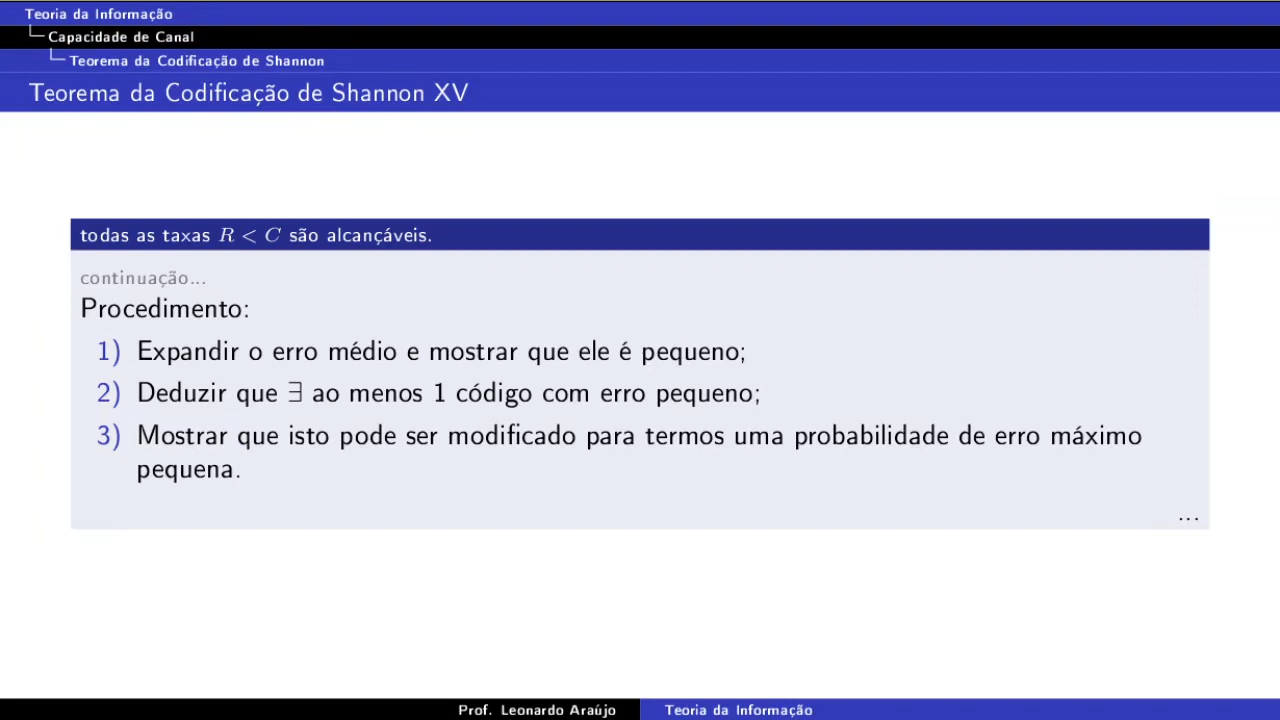 Teoria da Informação
Capacidade de Canal
Teorema da Codificação de Shannon
Teorema da Codificação de Shannon XV
todas as taxas R < C são alcançáveis.
continuação...
Procedimento:
1) Expandir o erro médio e mostrar que ele é pequeno;
2) Deduzir que ∃ ao menos 1 código com erro pequeno;
3) Mostrar que isto pode ser modificado para termos uma probabilidade de erro máximo
pequena.
...
Prof. Leonardo Araújo Teoria da Informação